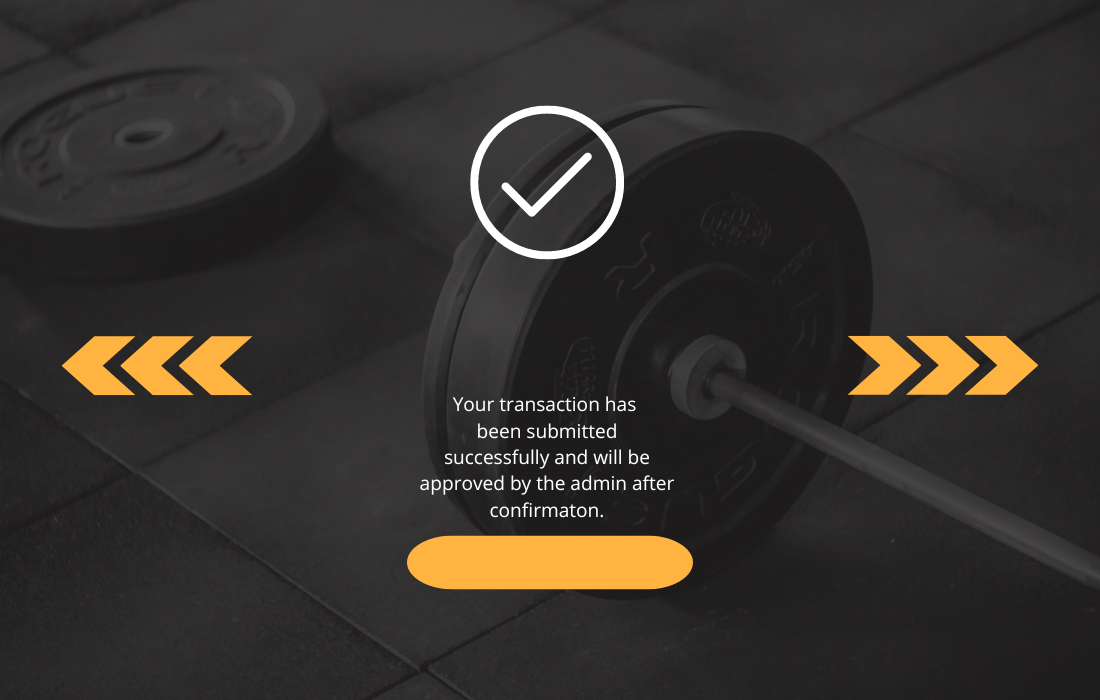 Your transaction has
been submitted
successfully and will be
approved by the admin after
confirmaton.